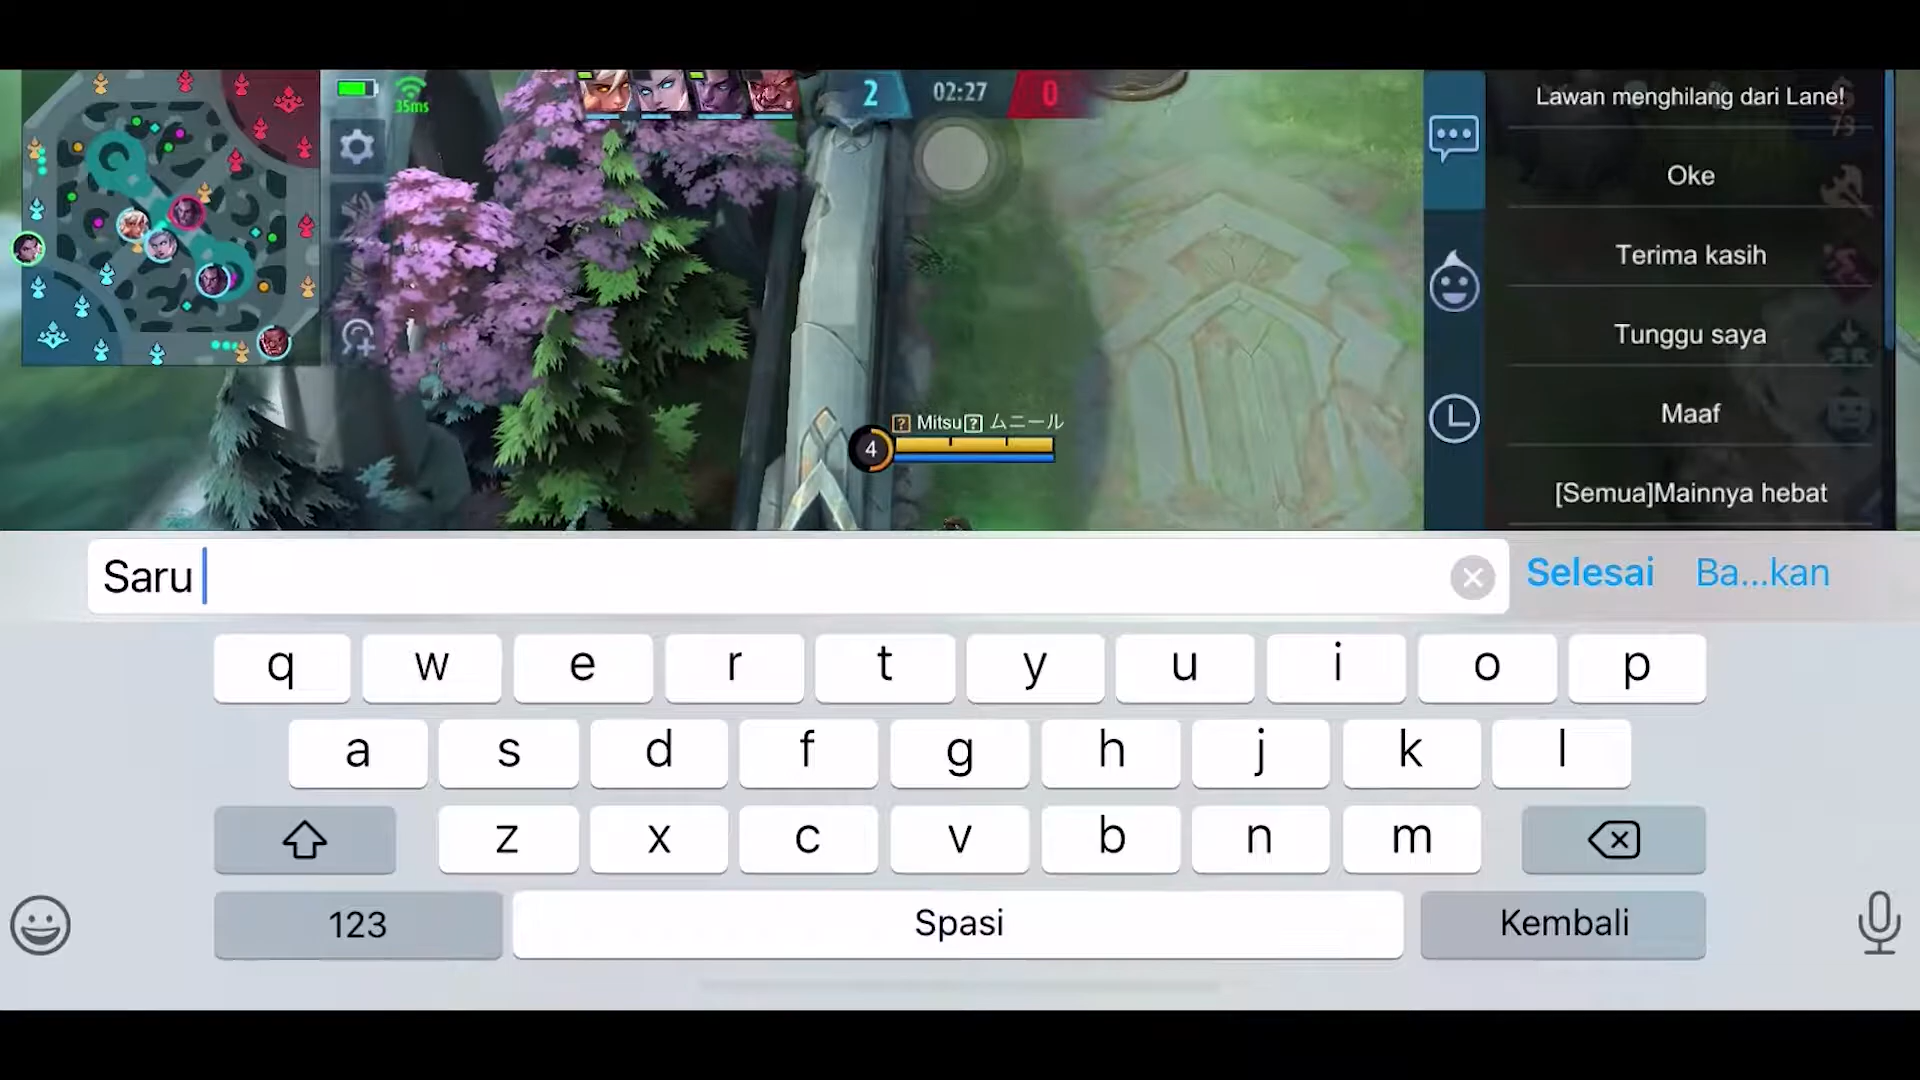 35ms
2 02:27 0
Lawan menghilang dari Lane!
73
Oke
Terima kasih
Tunggu saya
Maaf
[Semua]Mainnya hebat
? Mitsu? ムニール
4
Saru
Selesai Ba...kan
q w e r t y u i o p
a s d f g h j k l
z x c v b n m
123 Spasi Kembali